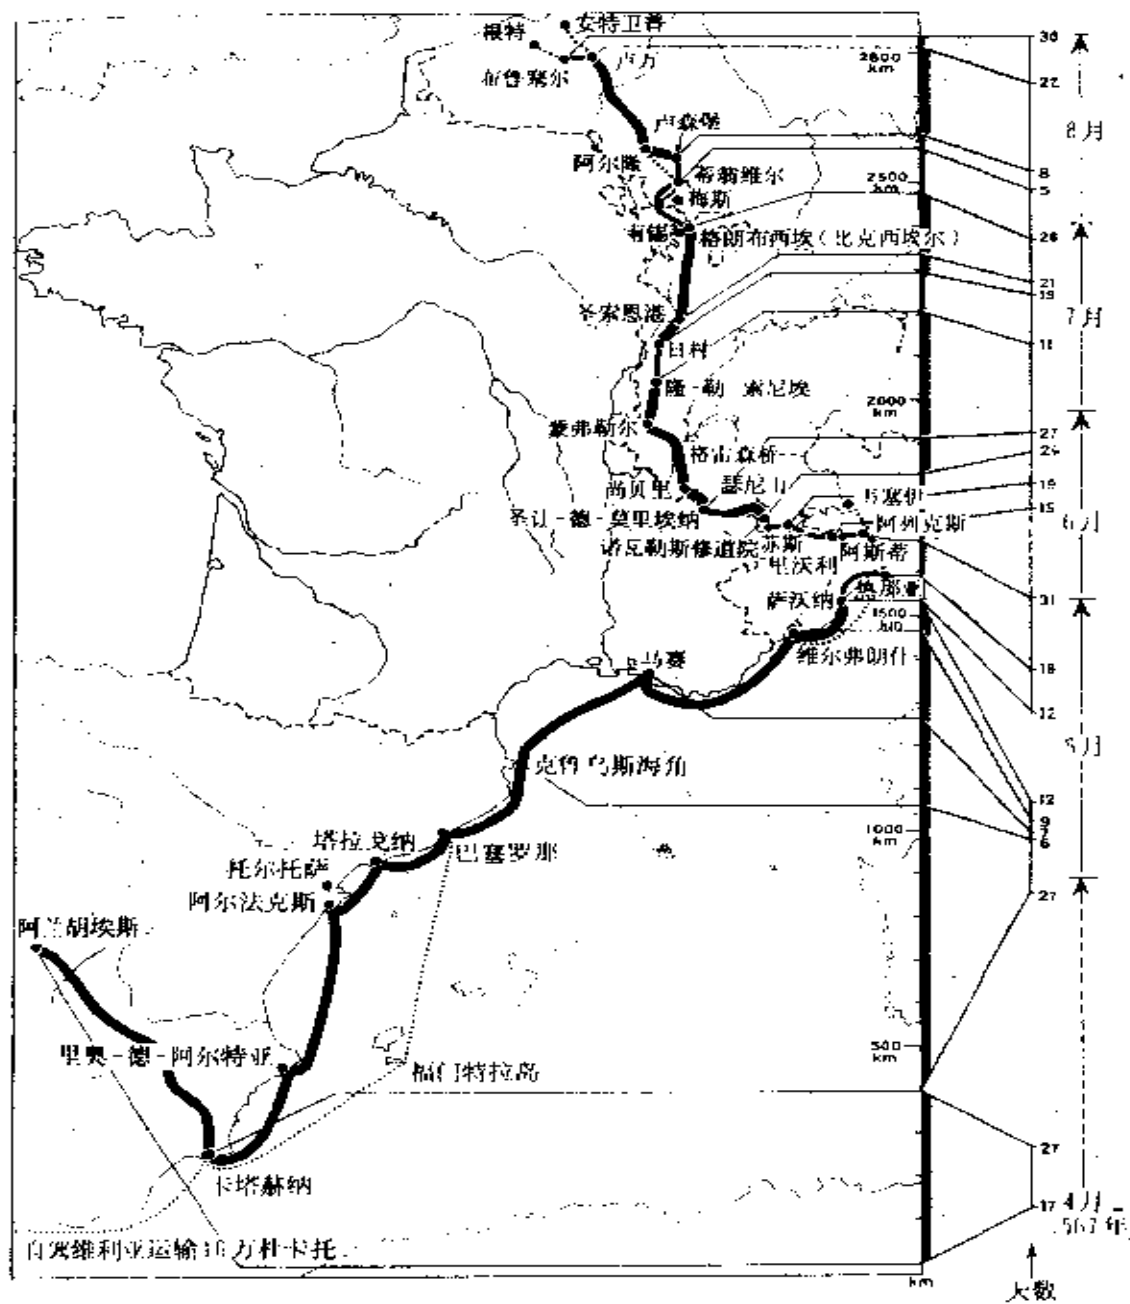 安特卫普
根特
布鲁塞尔
卢万
2600 km
30
27
8月
卢森堡
阿尔隆
蒂翁维尔
8
2500 km
5
梅斯
南锡
格朗布西埃（比克西埃尔）
26
21
19
圣索恩港
7月
日村
11
隆-勒 索尼埃
2000 km
蒙弗勒尔
27
格雷森桥
24
尚贝里
瑟尼山
19
圣让-德-莫里埃纳
阿列克斯
15
6月
诺瓦勒斯修道院
苏斯
里沃利
阿斯蒂
热那亚
31
萨沃纳
1500 km
维尔弗朗什
马赛
18
12
5月
克鲁乌斯海角
12
9
7
6
塔拉戈纳
1000 km
巴塞罗那
托尔托萨
阿尔法克斯
27
阿兰胡埃斯
500 km
里奥-德-阿尔特亚
福门特拉岛
27
卡塔赫纳
17
4月
567年
自塞维利亚运输 万杜卡托
km
天数